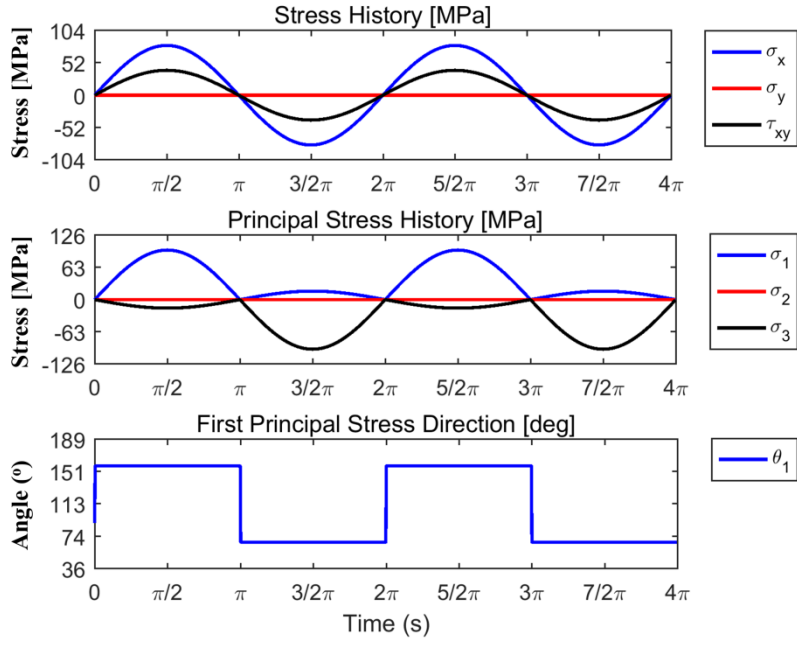 Stress History [MPa]
Stress [MPa]
104
52
0
-52
-104
0 π/2 π 3/2π 2π 5/2π 3π 7/2π 4π
σx
σy
τxy
Principal Stress History [MPa]
Stress [MPa]
126
63
0
-63
-126
0 π/2 π 3/2π 2π 5/2π 3π 7/2π 4π
σ1
σ2
σ3
First Principal Stress Direction [deg]
Angle (º)
189
151
113
74
36
0 π/2 π 3/2π 2π 5/2π 3π 7/2π 4π
Time (s)
θ1